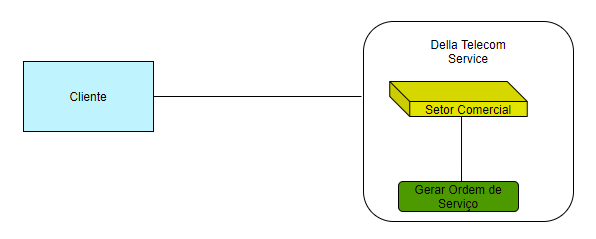 Della Telecom
Service
Cliente
Setor Comercial
Gerar Ordem de
Serviço